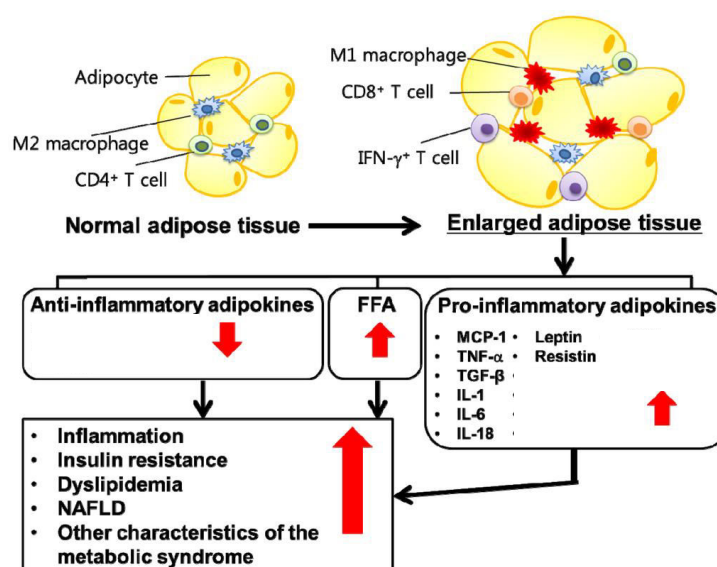 Adipocyte
M2 macrophage
CD4⁺ T cell
M1 macrophage
CD8⁺ T cell
IFN-γ⁺ T cell
Normal adipose tissue
Enlarged adipose tissue
Anti-inflammatory adipokines
FFA
Pro-inflammatory adipokines
• MCP-1 • Leptin
• TNF-α • Resistin
• TGF-β
• IL-1
• IL-6
• IL-18
• Inflammation
• Insulin resistance
• Dyslipidemia
• NAFLD
• Other characteristics of the
metabolic syndrome